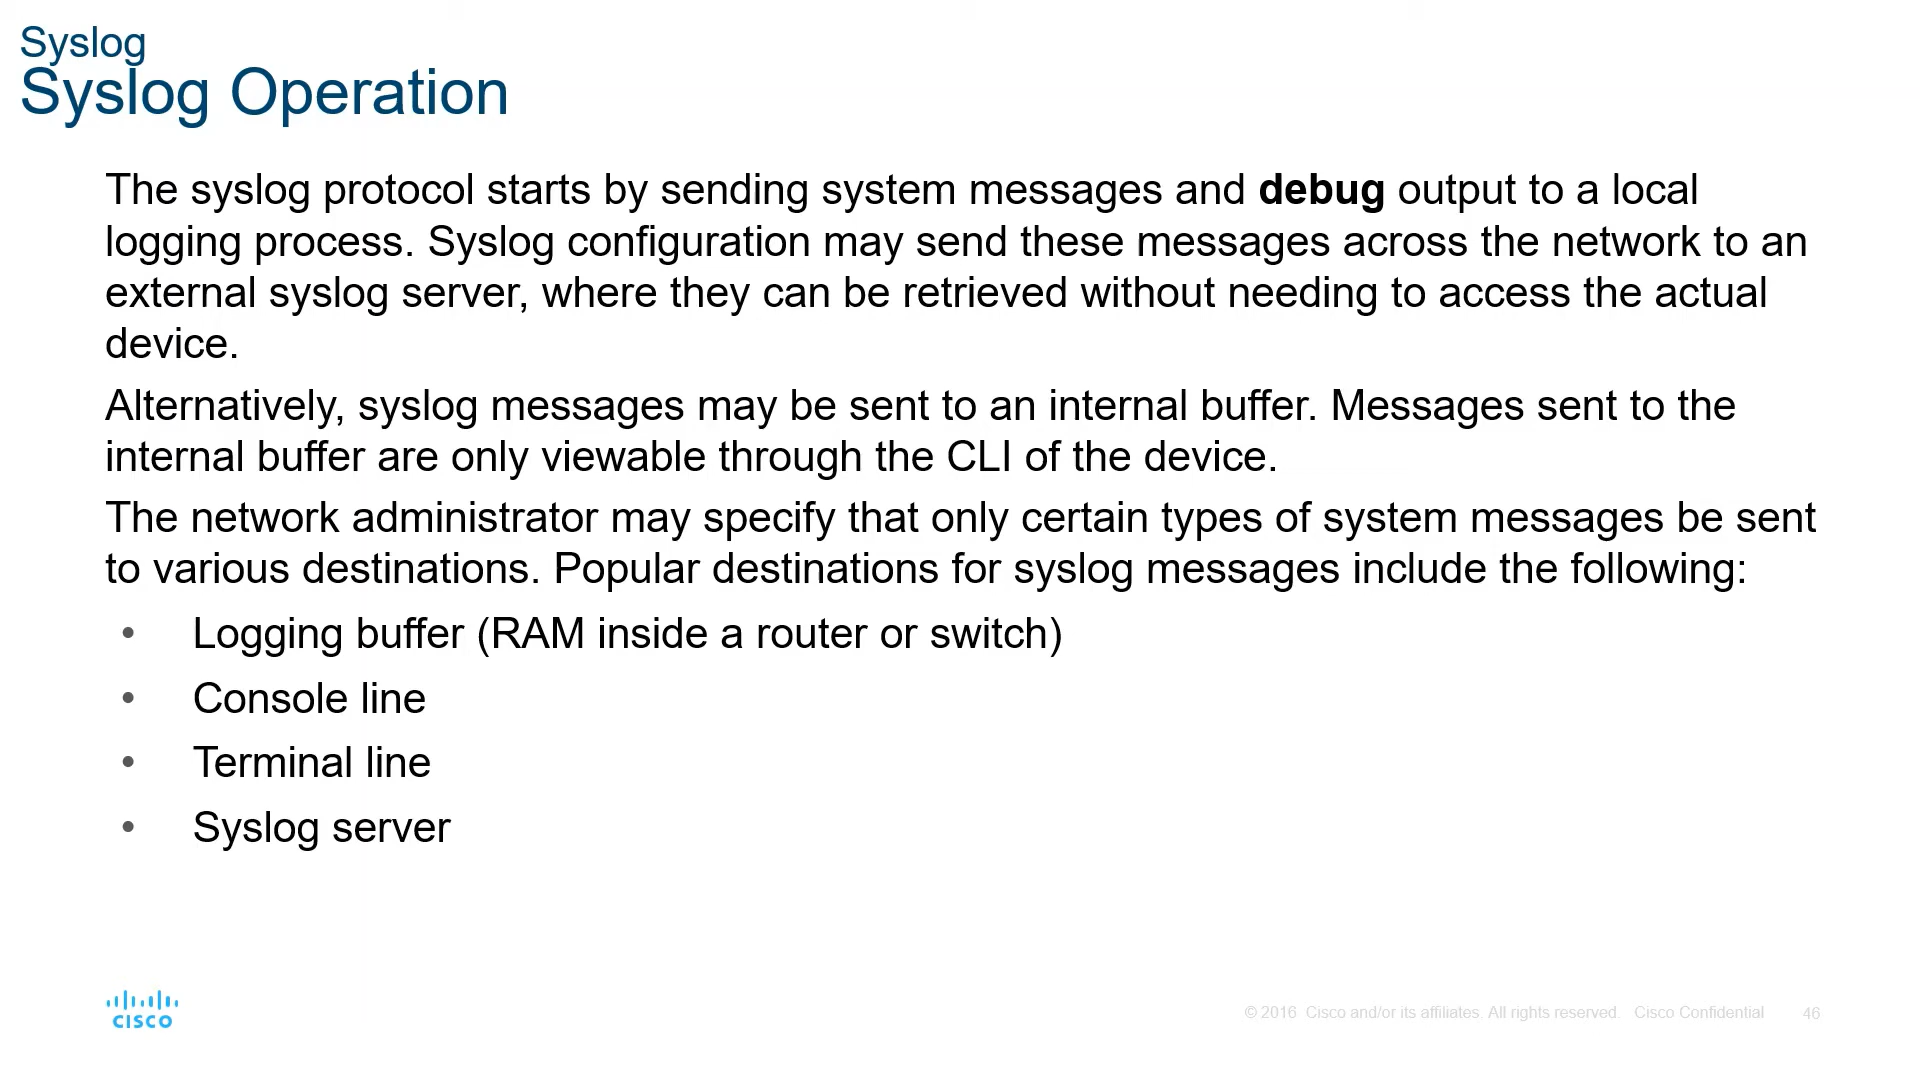 Syslog
Syslog Operation
The syslog protocol starts by sending system messages and debug output to a local
logging process. Syslog configuration may send these messages across the network to an
external syslog server, where they can be retrieved without needing to access the actual
device.
Alternatively, syslog messages may be sent to an internal buffer. Messages sent to the
internal buffer are only viewable through the CLI of the device.
The network administrator may specify that only certain types of system messages be sent
to various destinations. Popular destinations for syslog messages include the following:
• Logging buffer (RAM inside a router or switch)
• Console line
• Terminal line
• Syslog server
CISCO
© 2016 Cisco and/or its affiliates. All rights reserved. Cisco Confidential 46